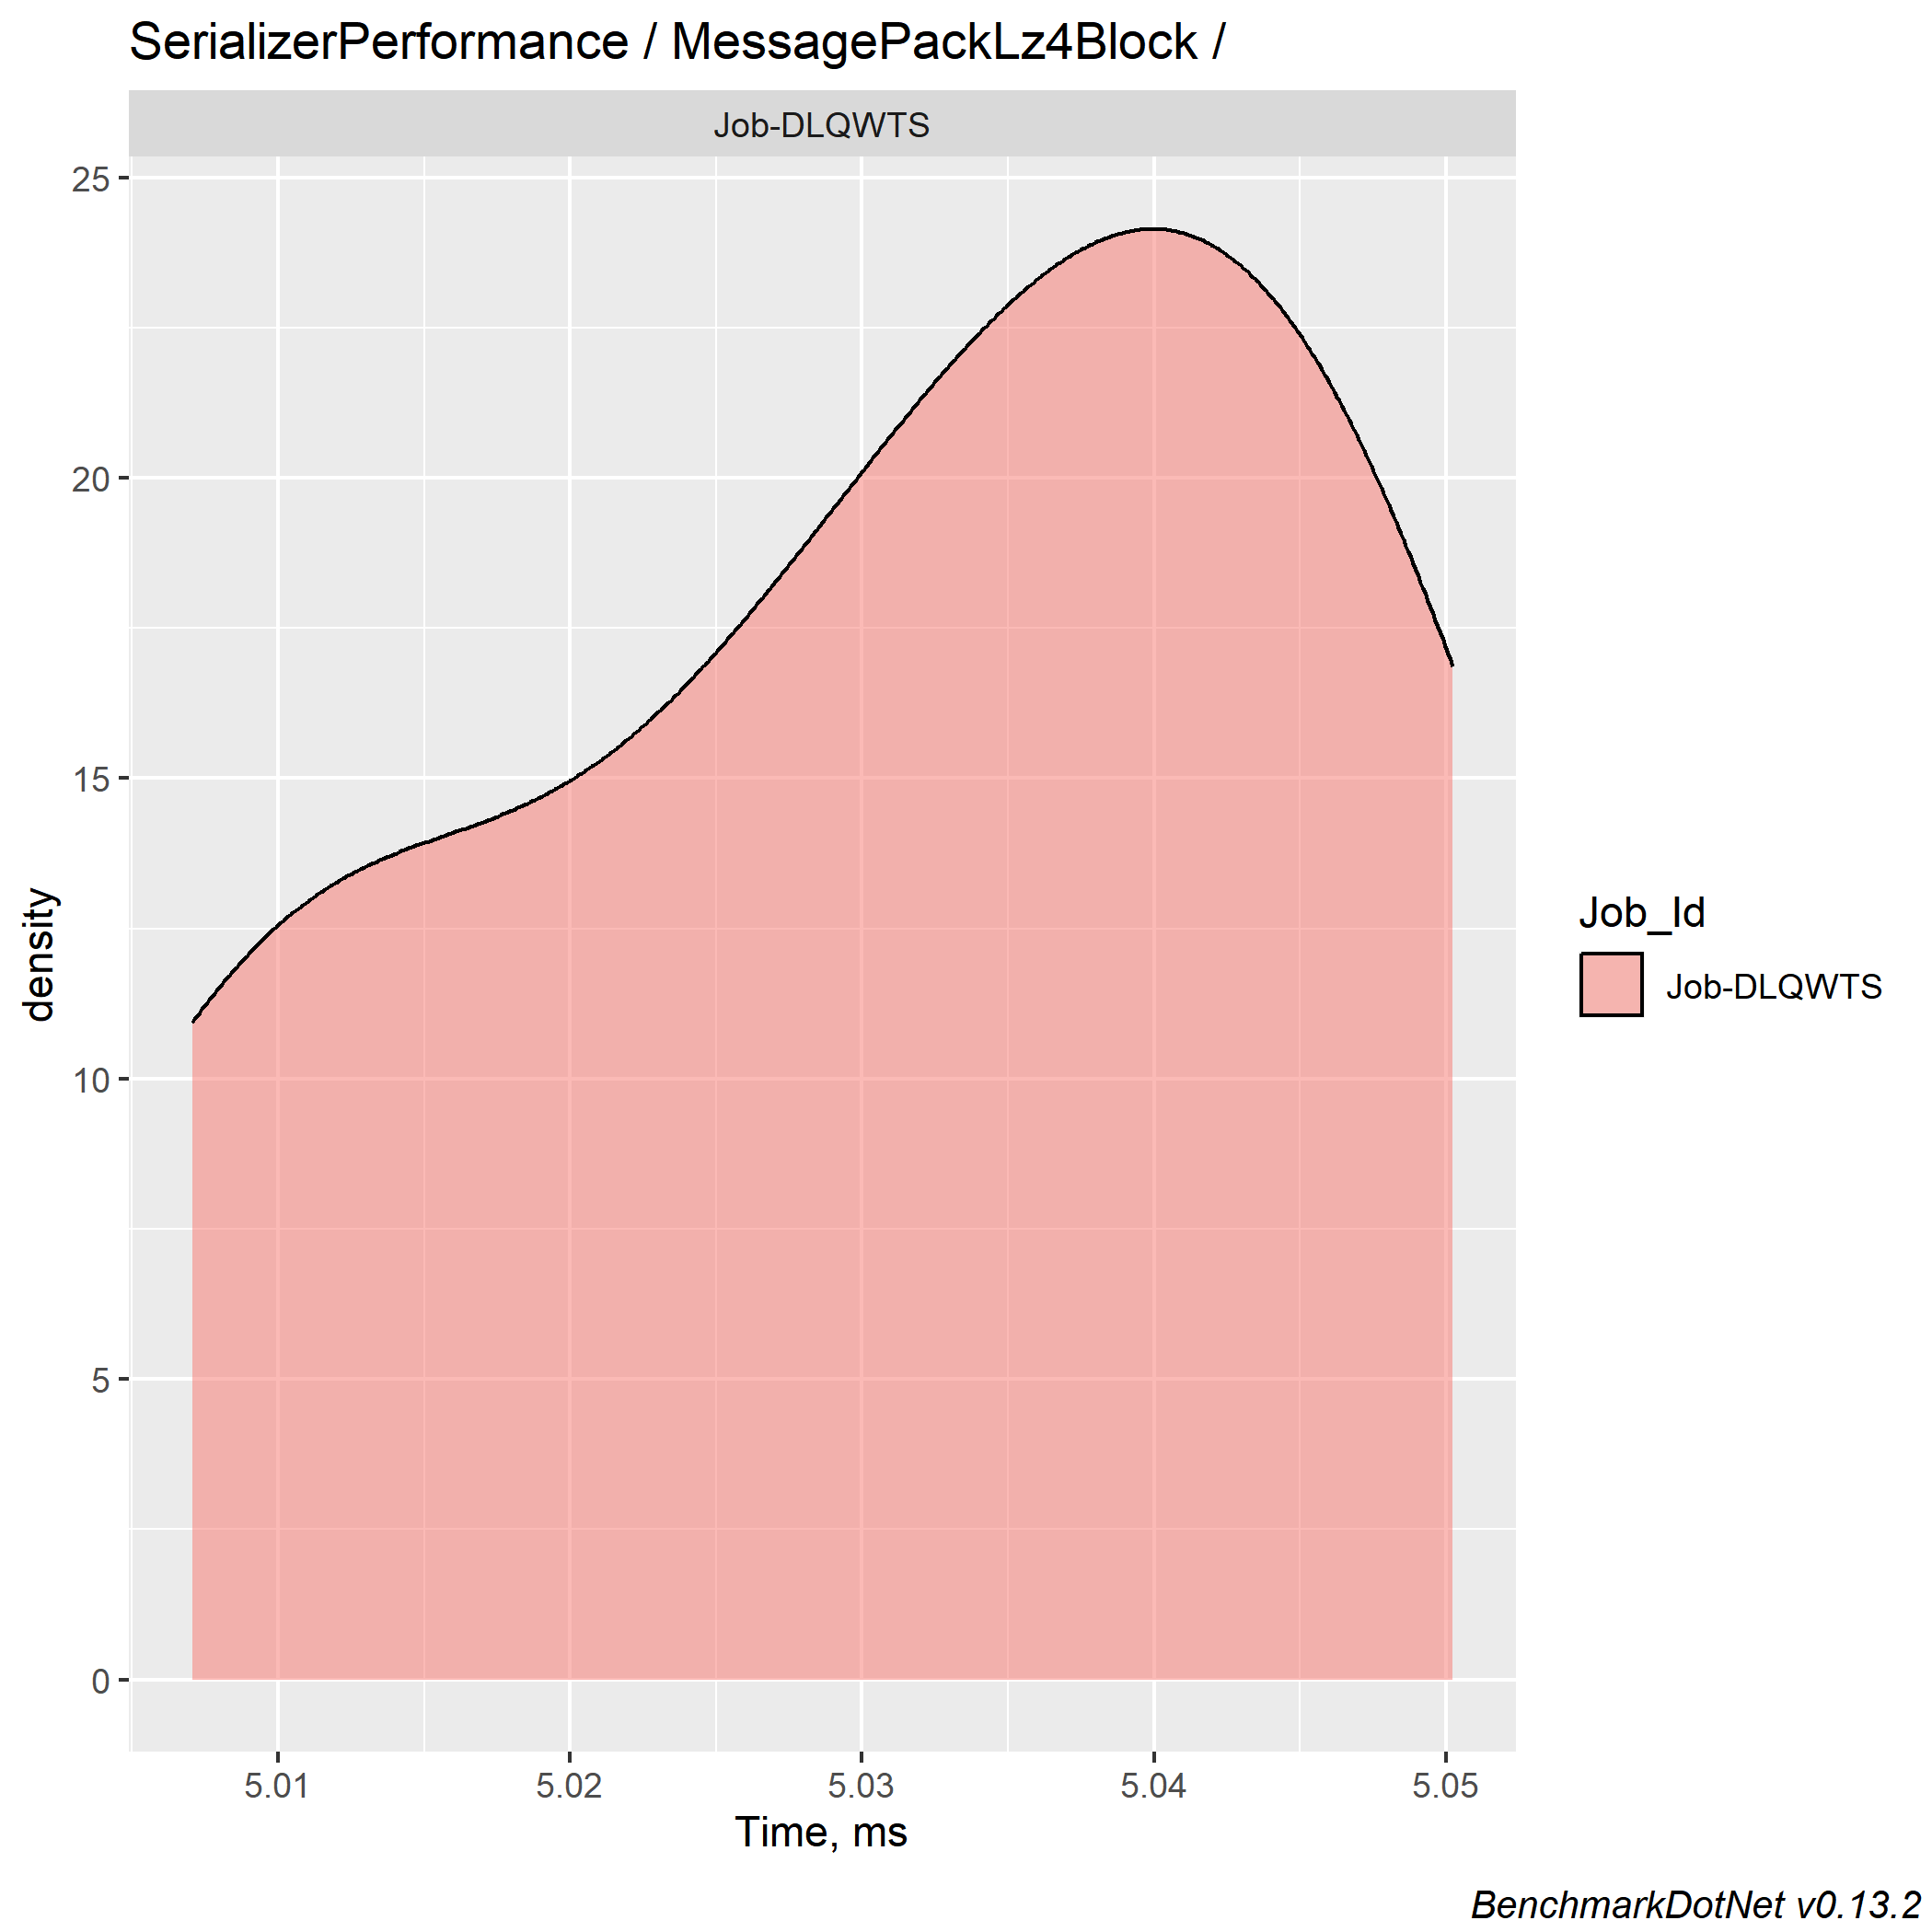 SerializerPerformance / MessagePackLz4Block /
Job-DLQWTS
25
20
15
10
5
0
density
5.01
5.02
5.03
5.04
5.05
Time, ms
Job_Id
Job-DLQWTS
BenchmarkDotNet v0.13.2